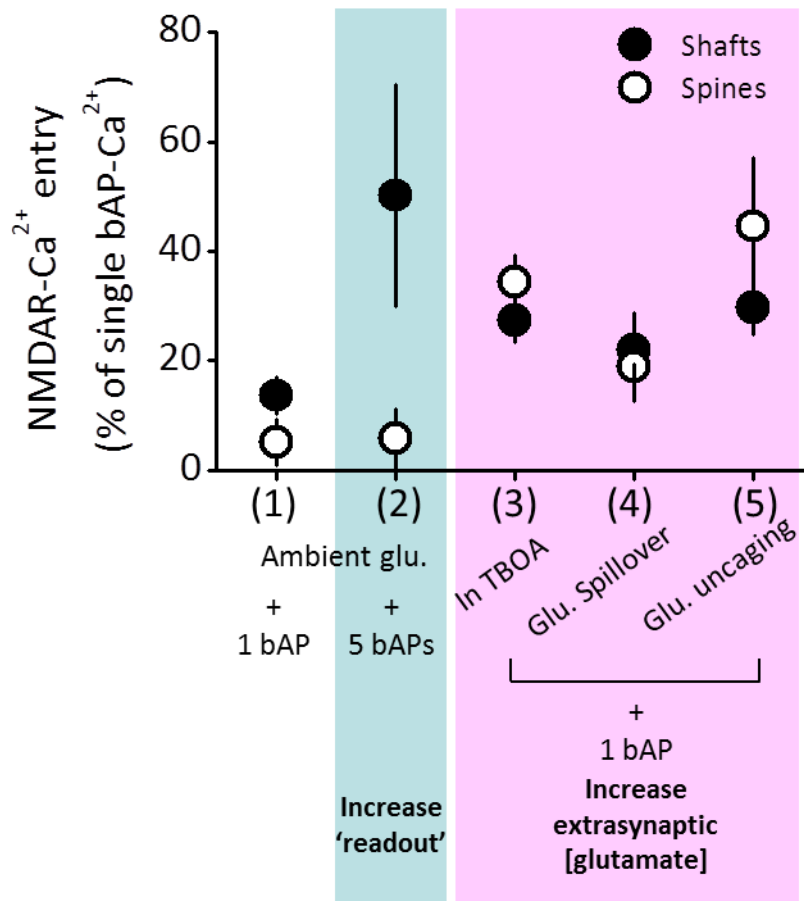 NMDAR-Ca²⁺ entry
(% of single bAP-Ca²⁺)
80
60
40
20
0
Shafts
Spines
(1)
(2)
(3)
(4)
(5)
Ambient glu.
+
1 bAP
+
5 bAPs
In TBOA
Glu. Spillover
Glu. uncaging
+
1 bAP
Increase
'readout'
Increase
extrasynaptic
[glutamate]